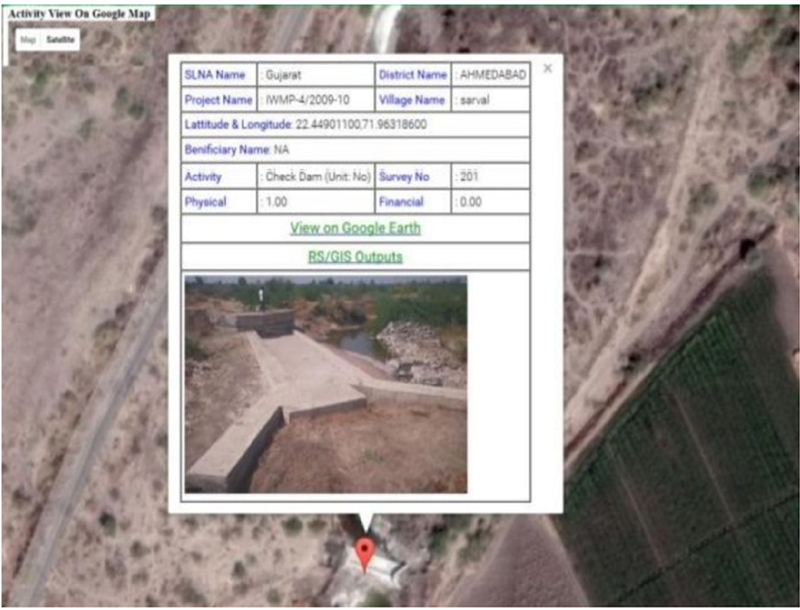 Activity View On Google Map
Map Satellite
×
SLNA Name : Gujarat District Name : AHMEDABAD
Project Name : IWMP-4/2009-10 Village Name : sarval
Lattitude & Longitude: 22.44901100,71.96318600
Benificiary Name: NA
Activity : Check Dam (Unit: No) Survey No : 201
Physical : 1.00 Financial : 0.00
View on Google Earth
RS/GIS Outputs